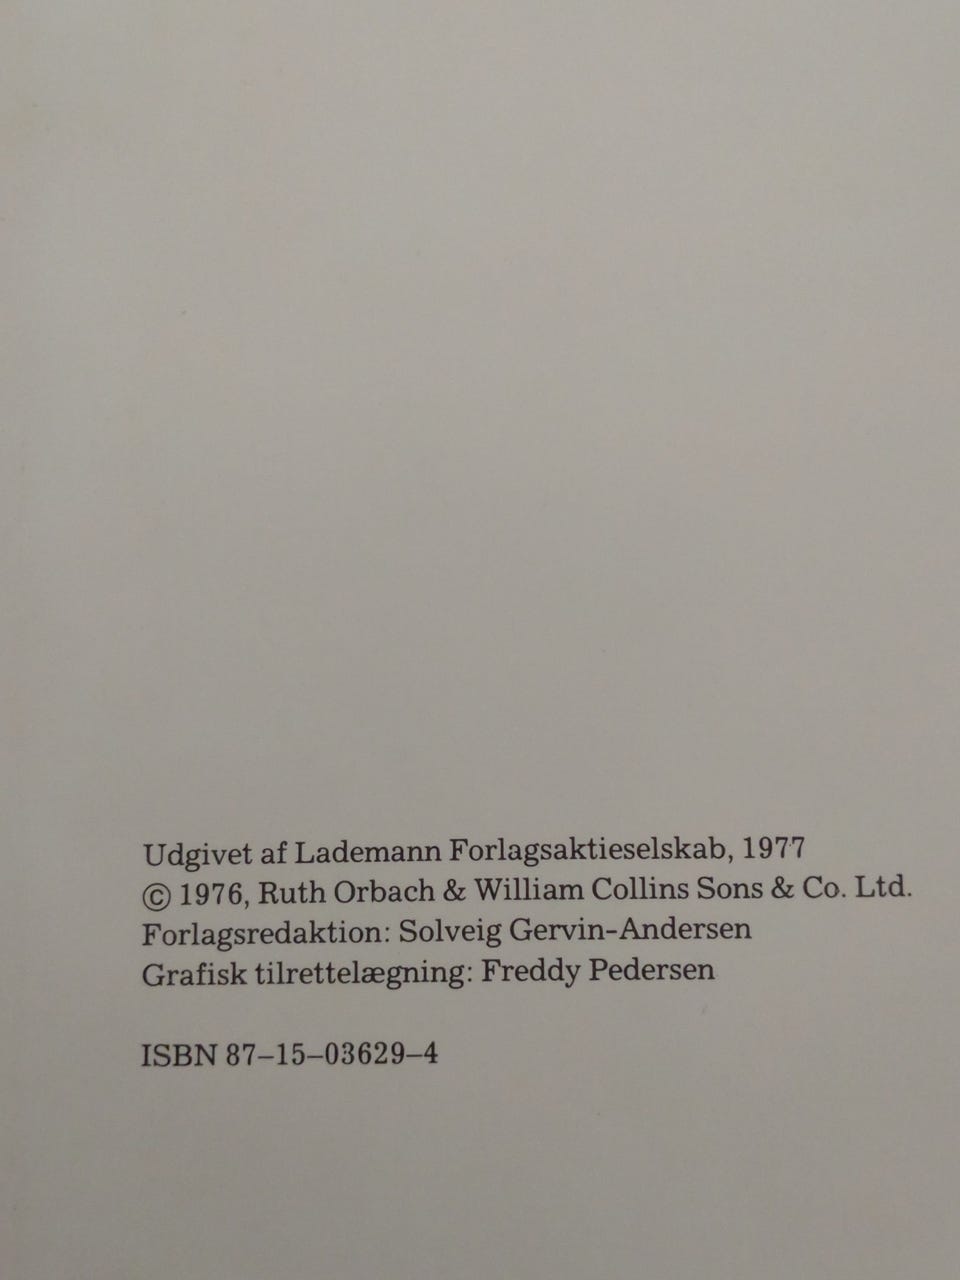 Udgivet af Lademann Forlagsaktieselskab, 1977
© 1976, Ruth Orbach & William Collins Sons & Co. Ltd.
Forlagsredaktion: Solveig Gervin-Andersen
Grafisk tilrettelægning: Freddy Pedersen
ISBN 87–15–03629–4